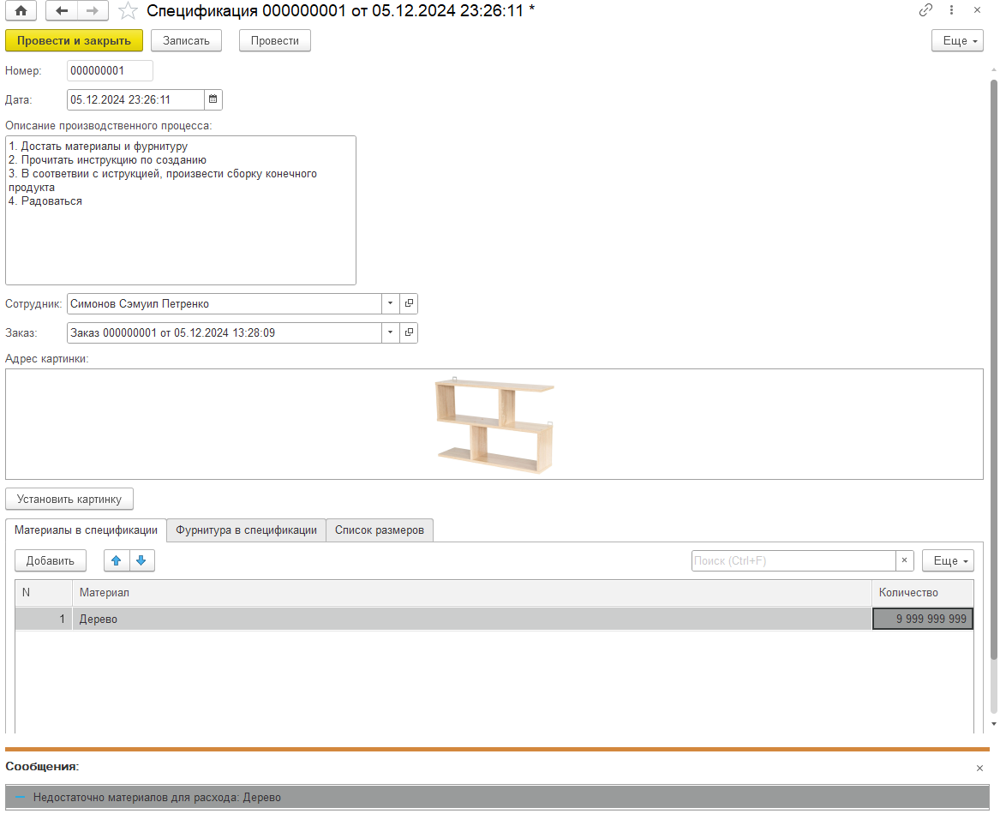 Спецификация 000000001 от 05.12.2024 23:26:11 *
Провести и закрыть
Записать
Провести
Еще
Номер:
000000001
Дата:
05.12.2024 23:26:11
Описание производственного процесса:
1. Достать материалы и фурнитуру
2. Прочитать инструкцию по созданию
3. В соответвии с иструкцией, произвести сборку конечного
продукта
4. Радоваться
Сотрудник:
Симонов Сэмуил Петренко
Заказ:
Заказ 000000001 от 05.12.2024 13:28:09
Адрес картинки:
Установить картинку
Материалы в спецификации
Фурнитура в спецификации
Список размеров
Добавить
Поиск (Ctrl+F)
×
Еще
N
Материал
Количество
1
Дерево
9 999 999 999
Сообщения:
Недостаточно материалов для расхода: Дерево